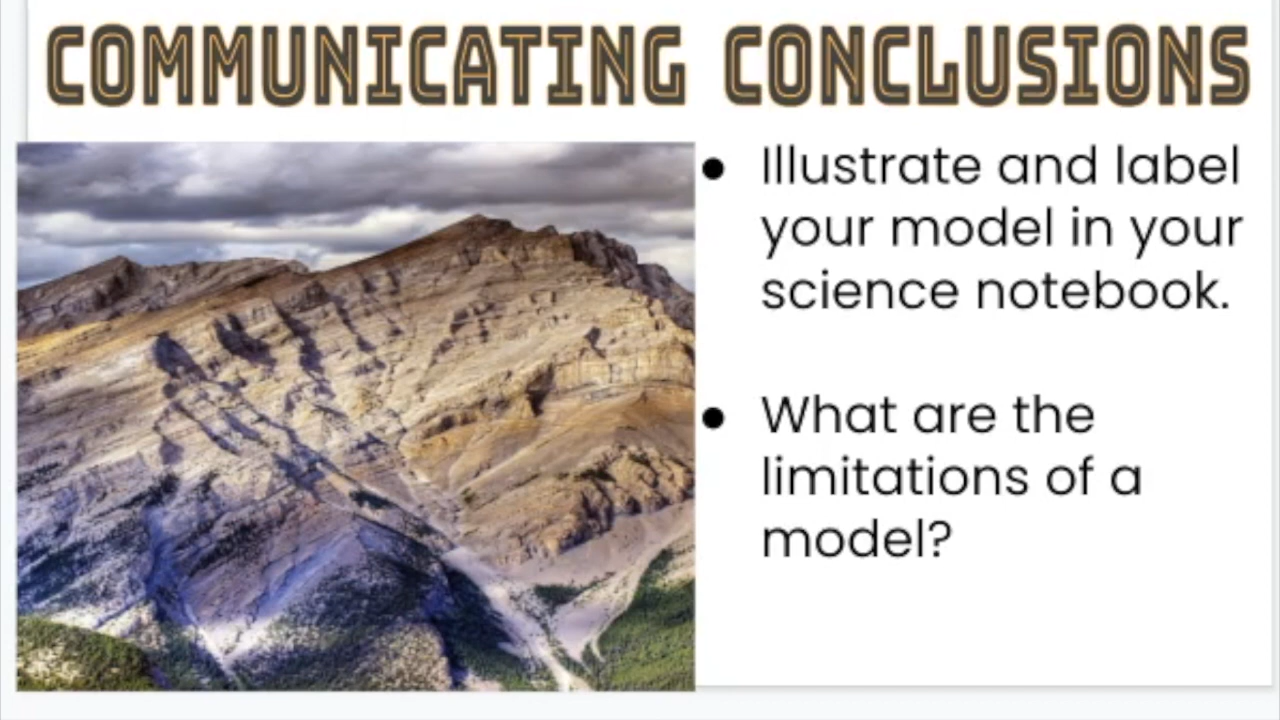 COMMUNICATING CONCLUSIONS
● Illustrate and label
your model in your
science notebook.
● What are the
limitations of a
model?